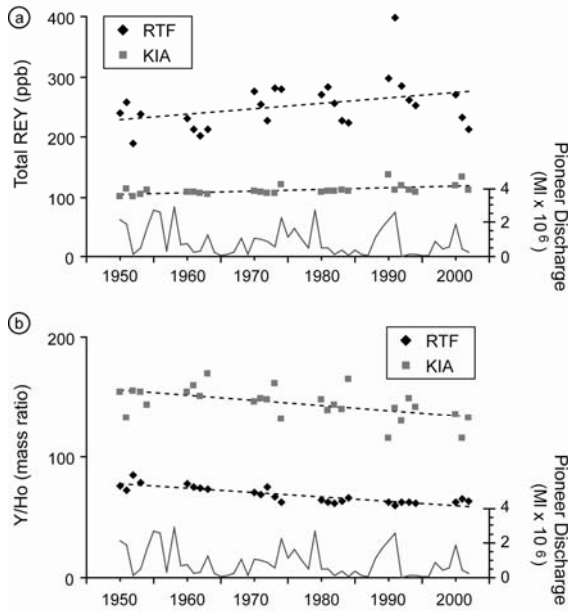 a
RTF
KIA
Total REY (ppb)
400
300
200
100
0
4
2
0
Pioneer Discharge
(Ml x 10⁶)
1950 1960 1970 1980 1990 2000
b
RTF
KIA
Y/Ho (mass ratio)
200
100
0
4
2
0
Pioneer Discharge
(Ml x 10⁶)
1950 1960 1970 1980 1990 2000